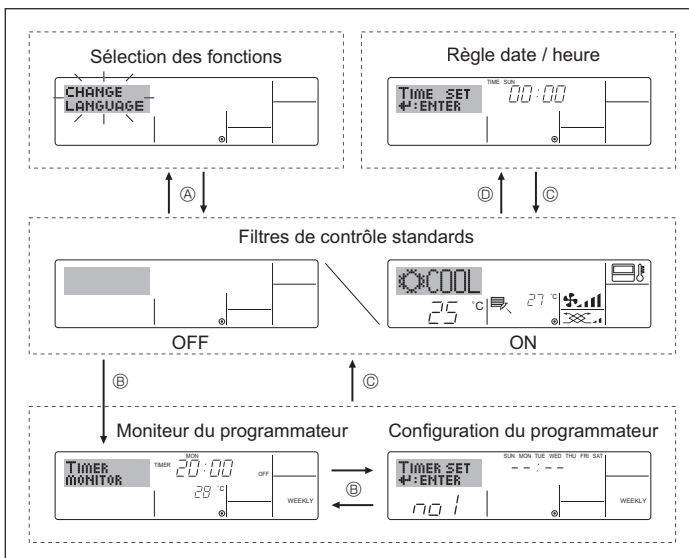 Sélection des fonctions
CHANGE
LANGUAGE
Règle date / heure
TIME SUN
TIME SET 00:00
↵:ENTER
Ⓐ
Ⓓ
Ⓒ
Filtres de contrôle standards
COOL
25 °C
27 °C
OFF
ON
Ⓑ
Ⓒ
Moniteur du programmateur
MON
TIMER
MONITOR
TIMER 20:00 OFF
28 °C
WEEKLY
Ⓑ
Configuration du programmateur
SUN MON TUE WED THU FRI SAT
TIMER SET --:--
↵:ENTER
no 1
WEEKLY